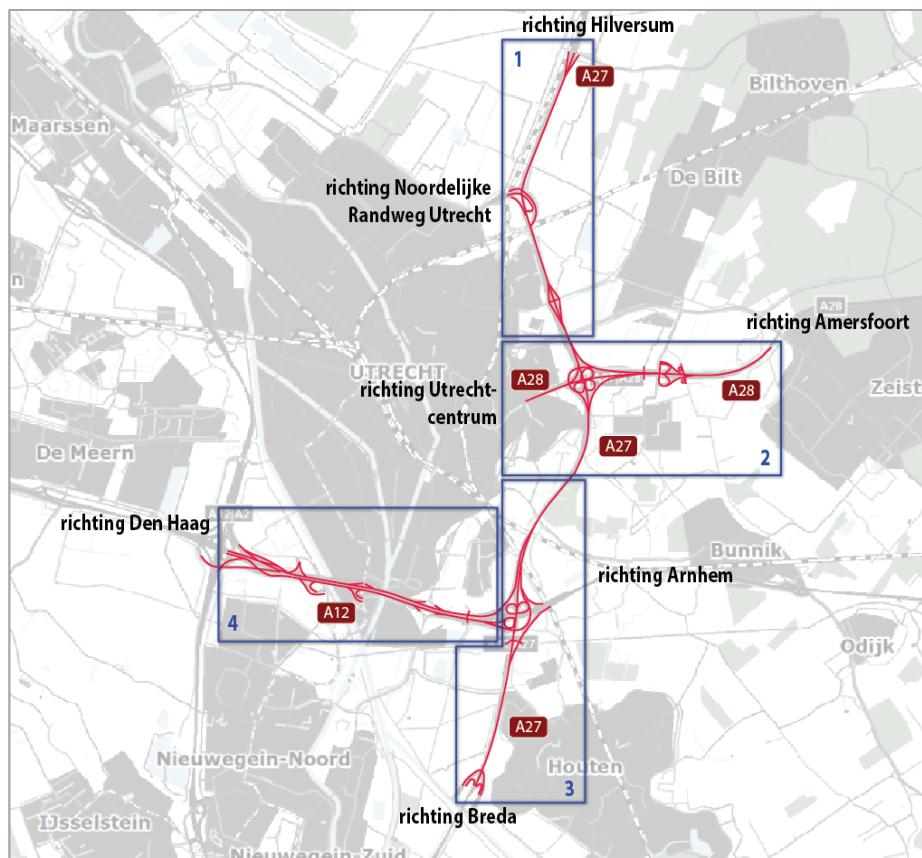 richting Hilversum
1
A27
Bilthoven
Maarssen
De Bilt
richting Noordelijke
Randweg Utrecht
n
A28
richting Amersfoort
UTRECHT
richting Utrecht-
centrum
A28
A28
A28
Zeist
A27
2
De Meern
richting Den Haag
A2
Bunnik
richting Arnhem
A12
4
Odijk
A27
Nieuwegein-Noord
Houten
3
richting Breda
IJsselstein
Nieuwegein-Zuid